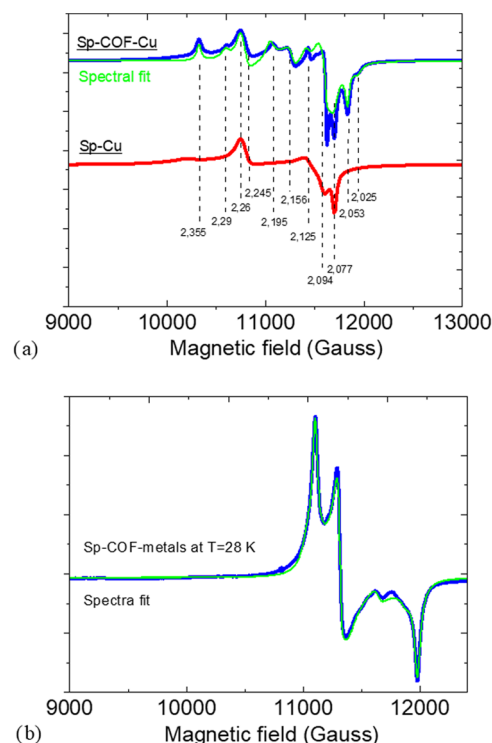 Sp-COF-Cu
Spectral fit
Sp-Cu
2,355
2,29
2,26
2,245
2,195
2,156
2,125
2,094
2,077
2,053
2,025
9000 10000 11000 12000 13000
(a) Magnetic field (Gauss)
Sp-COF-metals at T=28 K
Spectra fit
9000 10000 11000 12000
(b) Magnetic field (Gauss)